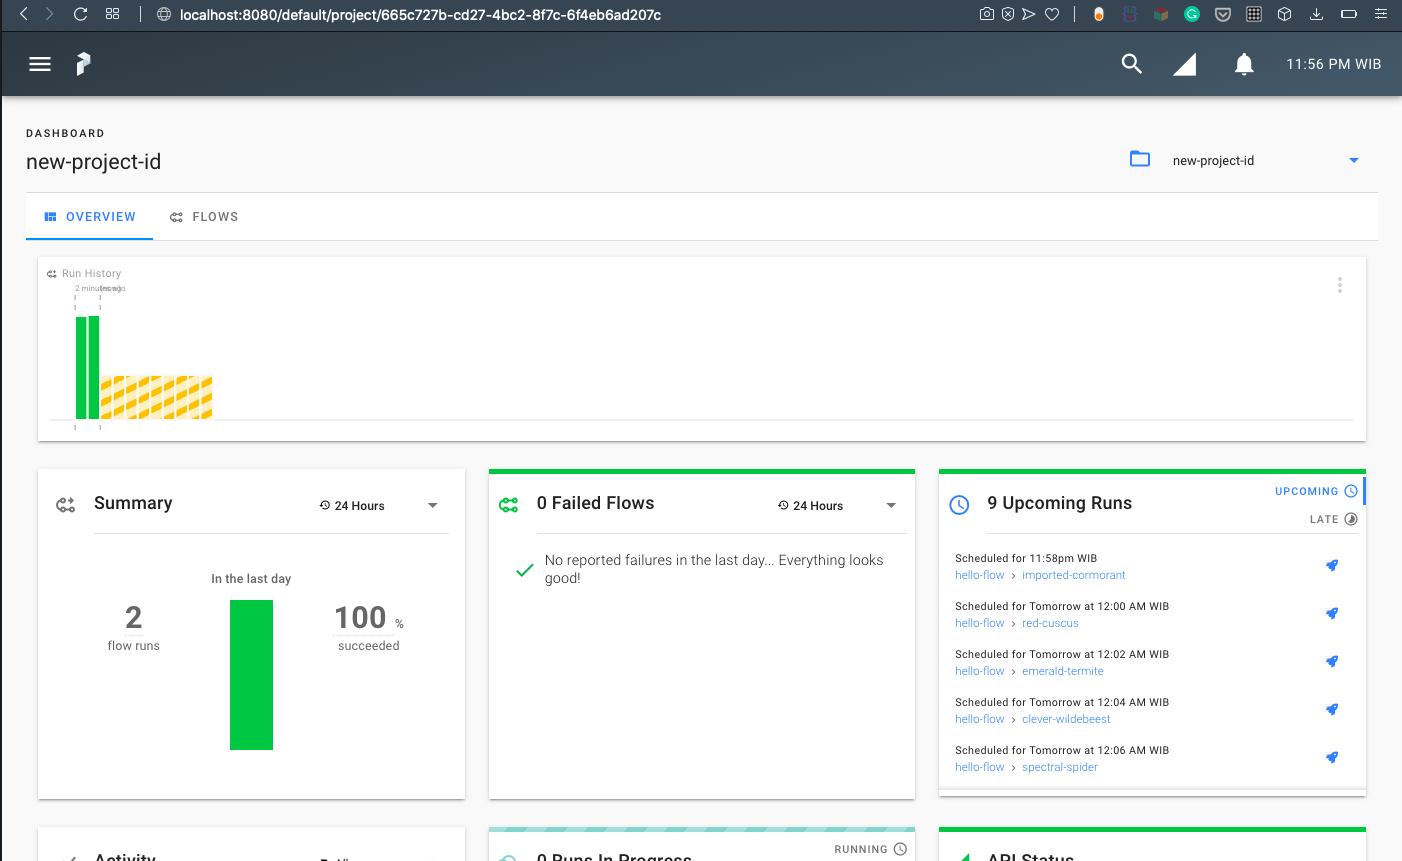 localhost:8080/default/project/665c727b-cd27-4bc2-8f7c-6f4eb6ad207c
11:56 PM WIB
DASHBOARD
new-project-id
new-project-id
OVERVIEW
FLOWS
Run History
2 minutes ago
Summary
24 Hours
In the last day
2
flow runs
100 %
succeeded
0 Failed Flows
24 Hours
No reported failures in the last day... Everything looks
good!
9 Upcoming Runs
UPCOMING
LATE
Scheduled for 11:58pm WIB
hello-flow > imported-cormorant
Scheduled for Tomorrow at 12:00 AM WIB
hello-flow > red-cuscus
Scheduled for Tomorrow at 12:02 AM WIB
hello-flow > emerald-termite
Scheduled for Tomorrow at 12:04 AM WIB
hello-flow > clever-wildebeest
Scheduled for Tomorrow at 12:06 AM WIB
hello-flow > spectral-spider
Activity
0 Runs In Progress
RUNNING
API Status